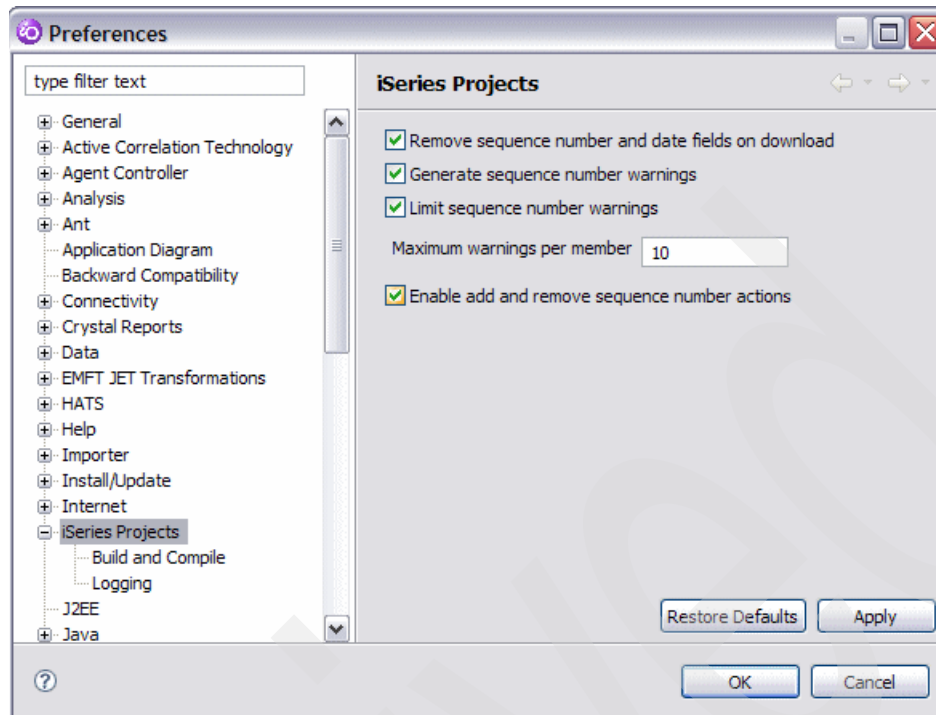 Preferences
type filter text
General
Active Correlation Technology
Agent Controller
Analysis
Ant
Application Diagram
Backward Compatibility
Connectivity
Crystal Reports
Data
EMFT JET Transformations
HATS
Help
Importer
Install/Update
Internet
iSeries Projects
Build and Compile
Logging
J2EE
Java
iSeries Projects
Remove sequence number and date fields on download
Generate sequence number warnings
Limit sequence number warnings
Maximum warnings per member 10
Enable add and remove sequence number actions
Restore Defaults Apply
? OK Cancel